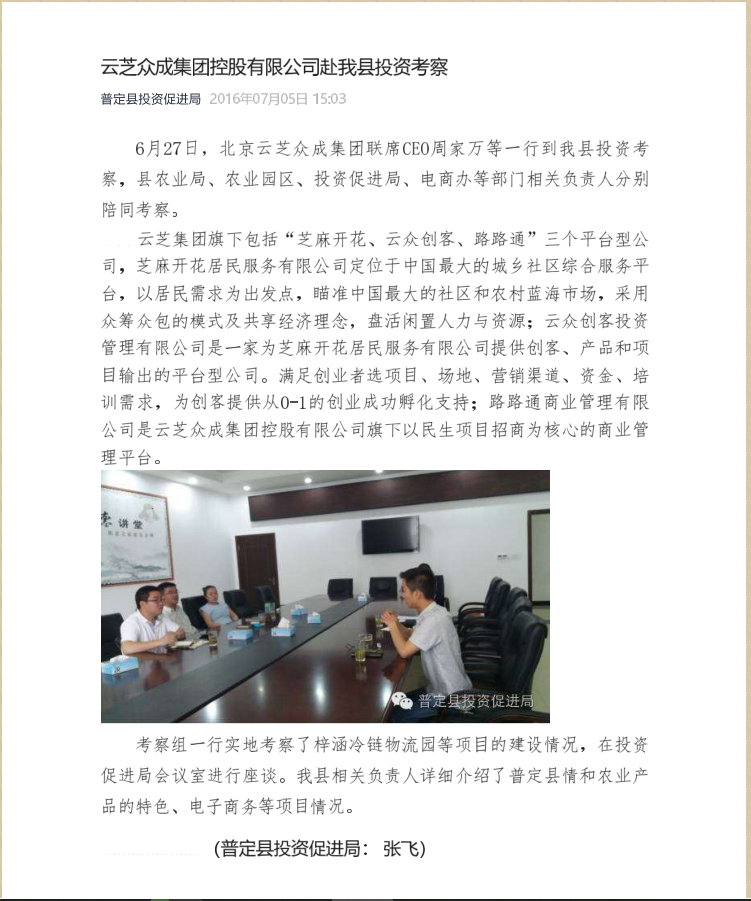 云芝众成集团控股有限公司赴我县投资考察
普定县投资促进局 2016年07月05日 15:03
6月27日，北京云芝众成集团联席CEO周家万等一行到我县投资考
察，县农业局、农业园区、投资促进局、电商办等部门相关负责人分别
陪同考察。
云芝集团旗下包括“芝麻开花、云众创客、路路通”三个平台型公
司，芝麻开花居民服务有限公司定位于中国最大的城乡社区综合服务平
台，以居民需求为出发点，瞄准中国最大的社区和农村蓝海市场，采用
众筹众包的模式及共享经济理念，盘活闲置人力与资源；云众创客投资
管理有限公司是一家为芝麻开花居民服务有限公司提供创客、产品和项
目输出的平台型公司。满足创业者选项目、场地、营销渠道、资金、培
训需求，为创客提供从0-1的创业成功孵化支持；路路通商业管理有限
公司是云芝众成集团控股有限公司旗下以民生项目招商为核心的商业管
理平台。
讲堂
普定县投资促进局
考察组一行实地考察了梓涵冷链物流园等项目的建设情况，在投资
促进局会议室进行座谈。我县相关负责人详细介绍了普定县情和农业产
品的特色、电子商务等项目情况。
（普定县投资促进局： 张飞）